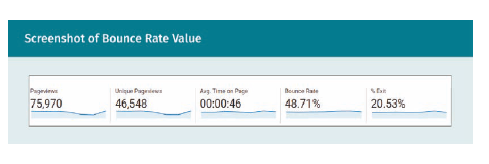 Screenshot of Bounce Rate Value
Pageviews Unique Pageviews Avg. Time on Page Bounce Rate % Exit
75,970 46,548 00:00:46 48.71% 20.53%